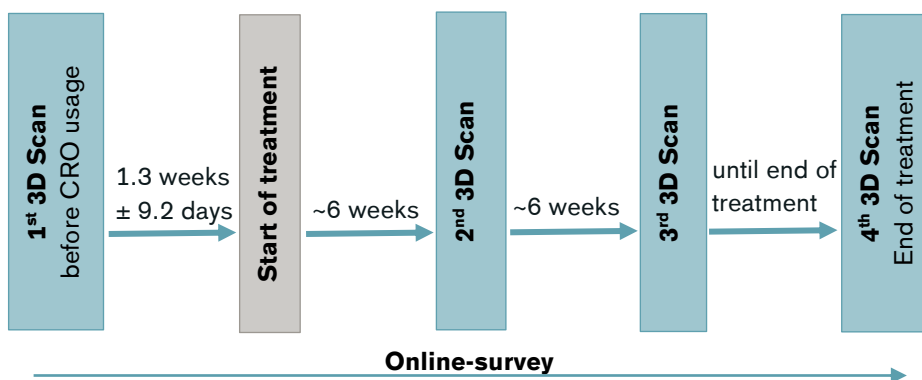 1st 3D Scan
before CRO usage
1.3 weeks
± 9.2 days
Start of treatment
~6 weeks
2nd 3D Scan
~6 weeks
3rd 3D Scan
until end of
treatment
4th 3D Scan
End of treatment
Online-survey